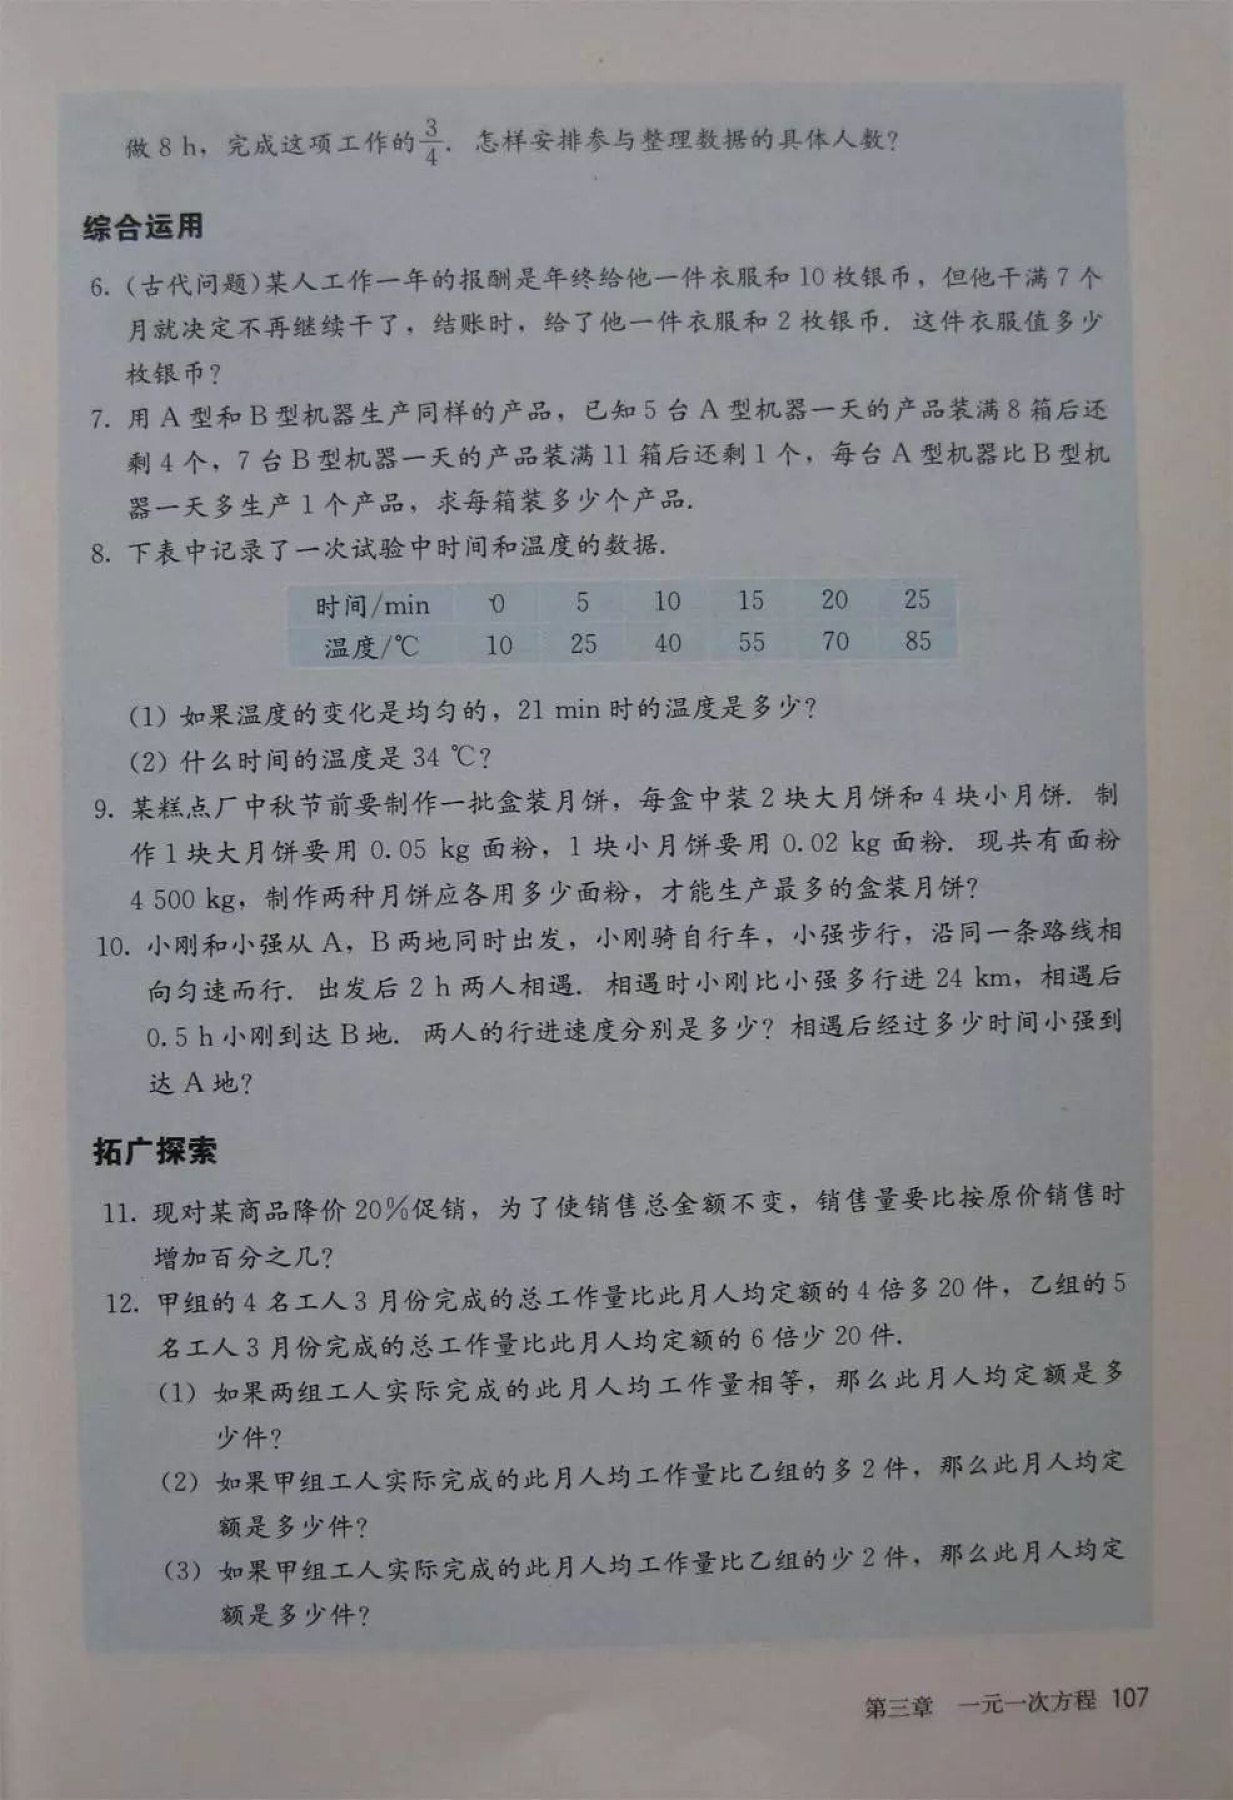 做 8 h，完成这项工作的 3/4．怎样安排参与整理数据的具体人数？
综合运用
6. (古代问题)某人工作一年的报酬是年终给他一件衣服和 10 枚银币，但他干满 7 个
月就决定不再继续干了，结账时，给了他一件衣服和 2 枚银币．这件衣服值多少
枚银币？
7. 用 A 型和 B 型机器生产同样的产品，已知 5 台 A 型机器一天的产品装满 8 箱后还
剩 4 个，7 台 B 型机器一天的产品装满 11 箱后还剩 1 个，每台 A 型机器比 B 型机
器一天多生产 1 个产品，求每箱装多少个产品.
8. 下表中记录了一次试验中时间和温度的数据.
时间/min 0 5 10 15 20 25
温度/℃ 10 25 40 55 70 85
(1) 如果温度的变化是均匀的，21 min 时的温度是多少？
(2) 什么时间的温度是 34 ℃？
9. 某糕点厂中秋节前要制作一批盒装月饼，每盒中装 2 块大月饼和 4 块小月饼．制
作 1 块大月饼要用 0.05 kg 面粉，1 块小月饼要用 0.02 kg 面粉．现共有面粉
4 500 kg，制作两种月饼应各用多少面粉，才能生产最多的盒装月饼？
10. 小刚和小强从 A，B 两地同时出发，小刚骑自行车，小强步行，沿同一条路线相
向匀速而行．出发后 2 h 两人相遇．相遇时小刚比小强多行进 24 km，相遇后
0.5 h 小刚到达 B 地．两人的行进速度分别是多少？相遇后经过多少时间小强到
达 A 地？
拓广探索
11. 现对某商品降价 20%促销，为了使销售总金额不变，销售量要比按原价销售时
增加百分之几？
12. 甲组的 4 名工人 3 月份完成的总工作量比此月人均定额的 4 倍多 20 件，乙组的 5
名工人 3 月份完成的总工作量比此月人均定额的 6 倍少 20 件.
(1) 如果两组工人实际完成的此月人均工作量相等，那么此月人均定额是多
少件？
(2) 如果甲组工人实际完成的此月人均工作量比乙组的多 2 件，那么此月人均定
额是多少件？
(3) 如果甲组工人实际完成的此月人均工作量比乙组的少 2 件，那么此月人均定
额是多少件？
第三章 一元一次方程 107